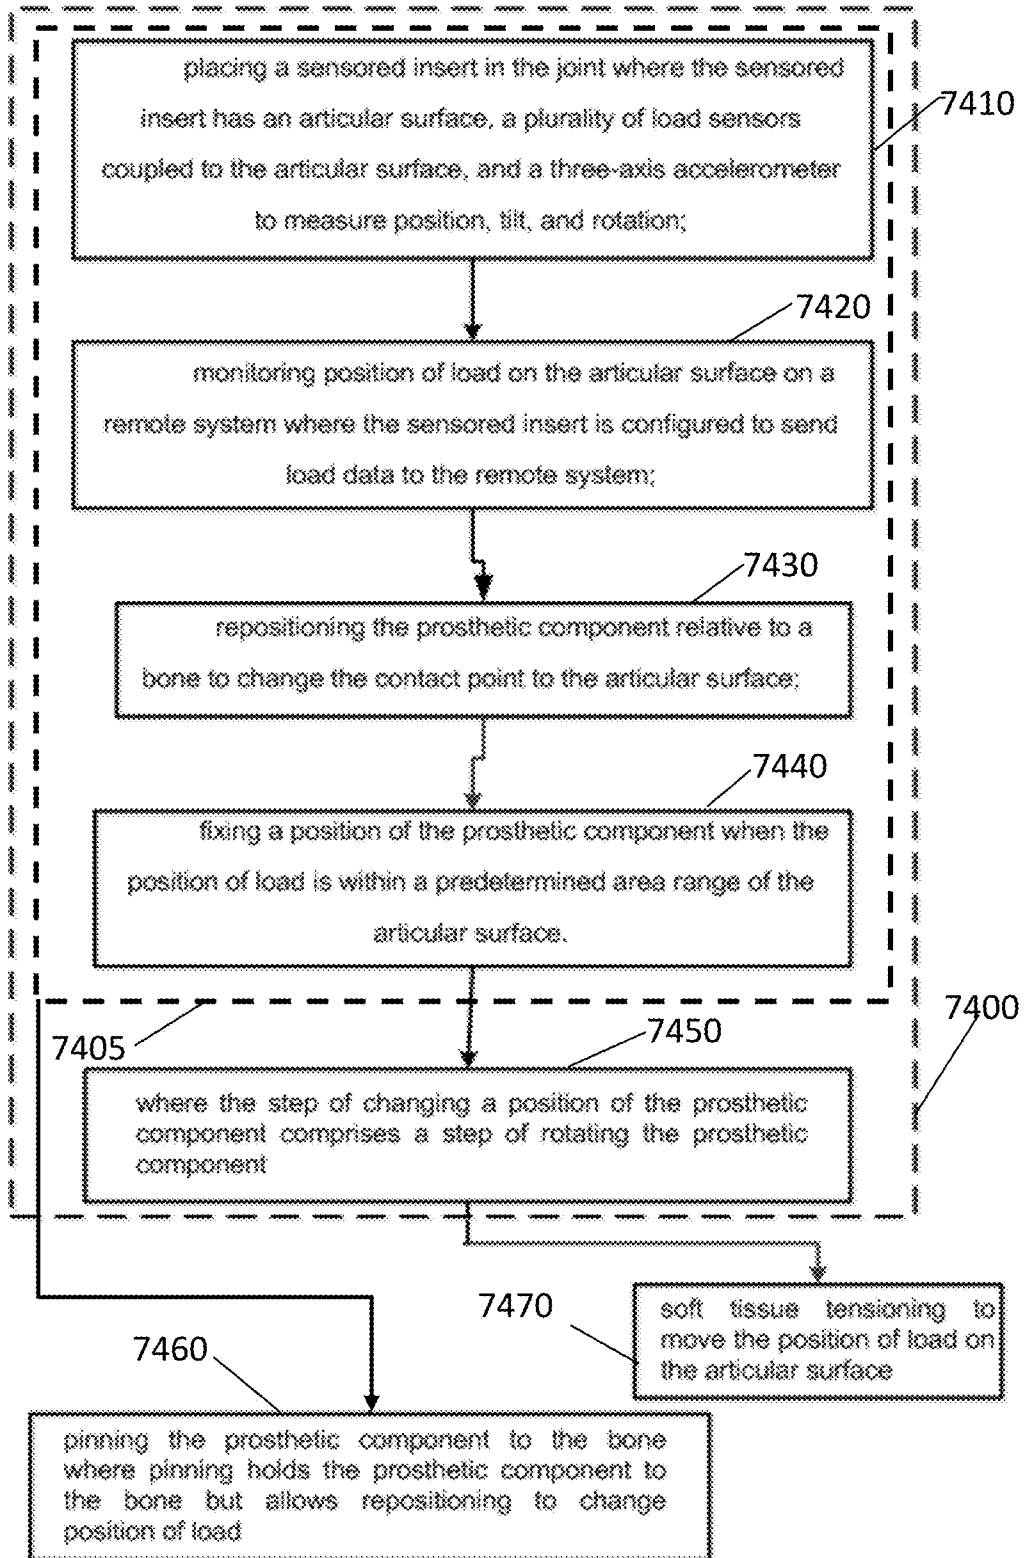 placing a sensored insert in the joint where the sensored
insert has an articular surface, a plurality of load sensors
coupled to the articular surface, and a three-axis accelerometer
to measure position, tilt, and rotation;
7410
7420
monitoring position of load on the articular surface on a
remote system where the sensored insert is configured to send
load data to the remote system;
7430
repositioning the prosthetic component relative to a
bone to change the contact point to the articular surface;
7440
fixing a position of the prosthetic component when the
position of load is within a predetermined area range of the
articular surface.
7400
7405
7450
where the step of changing a position of the prosthetic
component comprises a step of rotating the prosthetic
component
7470
soft tissue tensioning to
move the position of load on
the articular surface
7460
pinning the prosthetic component to the bone
where pinning holds the prosthetic component to
the bone but allows repositioning to change
position of load